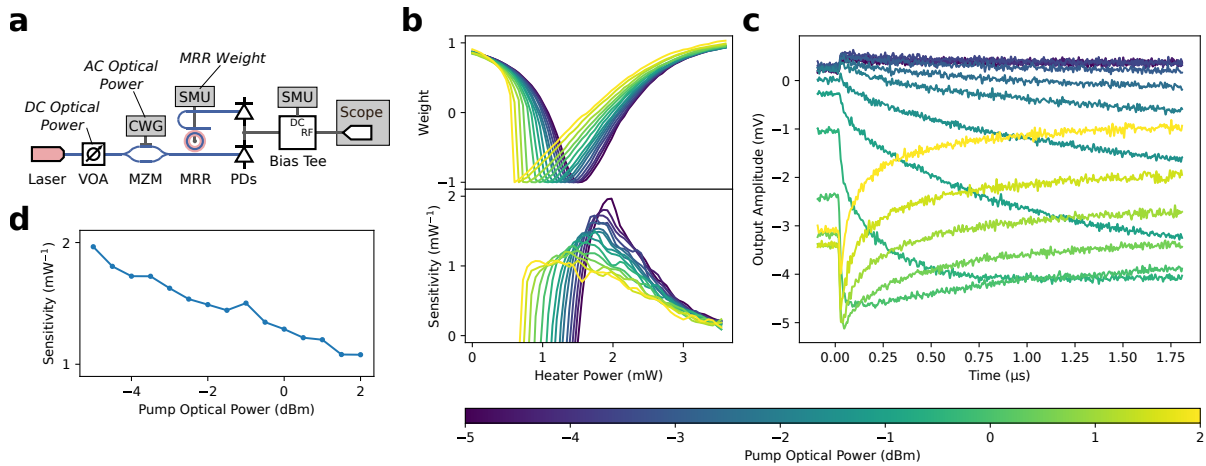 a
MRR Weight
AC Optical
Power
DC Optical
Power
SMU
CWG
SMU
DC
RF
Scope
Laser
VOA
MZM
MRR
PDs
Bias Tee
b
1
0
−1
Weight
2
1
0
Sensitivity (mW⁻¹)
0
1
2
3
Heater Power (mW)
c
0
−1
−2
−3
−4
−5
Output Amplitude (mV)
0.00
0.25
0.50
0.75
1.00
1.25
1.50
1.75
Time (μs)
d
2
1
Sensitivity (mW⁻¹)
−4
−2
0
2
Pump Optical Power (dBm)
−5
−4
−3
−2
−1
0
1
2
Pump Optical Power (dBm)